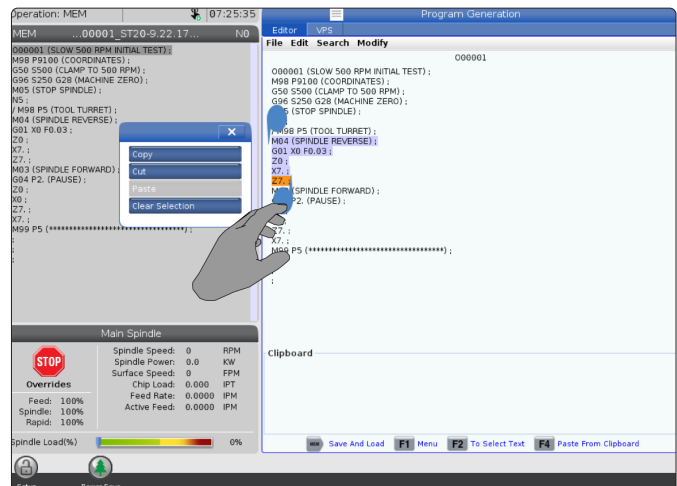 Operation: MEM
07:25:35
Program Generation
MEM ...00001_ST20-9.22.17... N0
O00001 (SLOW 500 RPM INITIAL TEST) ;
M98 P9100 (COORDINATES) ;
G50 S500 (CLAMP TO 500 RPM) ;
G96 S250 G28 (MACHINE ZERO) ;
M05 (STOP SPINDLE) ;
N5 ;
/ M98 P5 (TOOL TURRET) ;
M04 (SPINDLE REVERSE) ;
G01 X0 F0.03 ;
Z0 ;
X7. ;
Z7. ;
M03 (SPINDLE FORWARD) ;
G04 P2. (PAUSE) ;
Z0 ;
X0 ;
Z7. ;
X7. ;
M99 P5 (********************************) ;
;
;
;
Copy
Cut
Paste
Clear Selection
Editor VPS
File Edit Search Modify
O00001
O00001 (SLOW 500 RPM INITIAL TEST) ;
M98 P9100 (COORDINATES) ;
G50 S500 (CLAMP TO 500 RPM) ;
G96 S250 G28 (MACHINE ZERO) ;
(STOP SPINDLE) ;
/ M98 P5 (TOOL TURRET) ;
M04 (SPINDLE REVERSE) ;
G01 X0 F0.03 ;
Z0 ;
X7. ;
Z7. ;
(SPINDLE FORWARD) ;
P2. (PAUSE) ;
Z7. ;
X7. ;
M99 P5 (********************************) ;
;
;
Clipboard
Main Spindle
STOP
Overrides
Feed: 100%
Spindle: 100%
Rapid: 100%
Spindle Speed: 0 RPM
Spindle Power: 0.0 KW
Surface Speed: 0 FPM
Chip Load: 0.000 IPT
Feed Rate: 0.0000 IPM
Active Feed: 0.0000 IPM
Spindle Load(%) 0%
MEM Save And Load F1 Menu F2 To Select Text F4 Paste From Clipboard